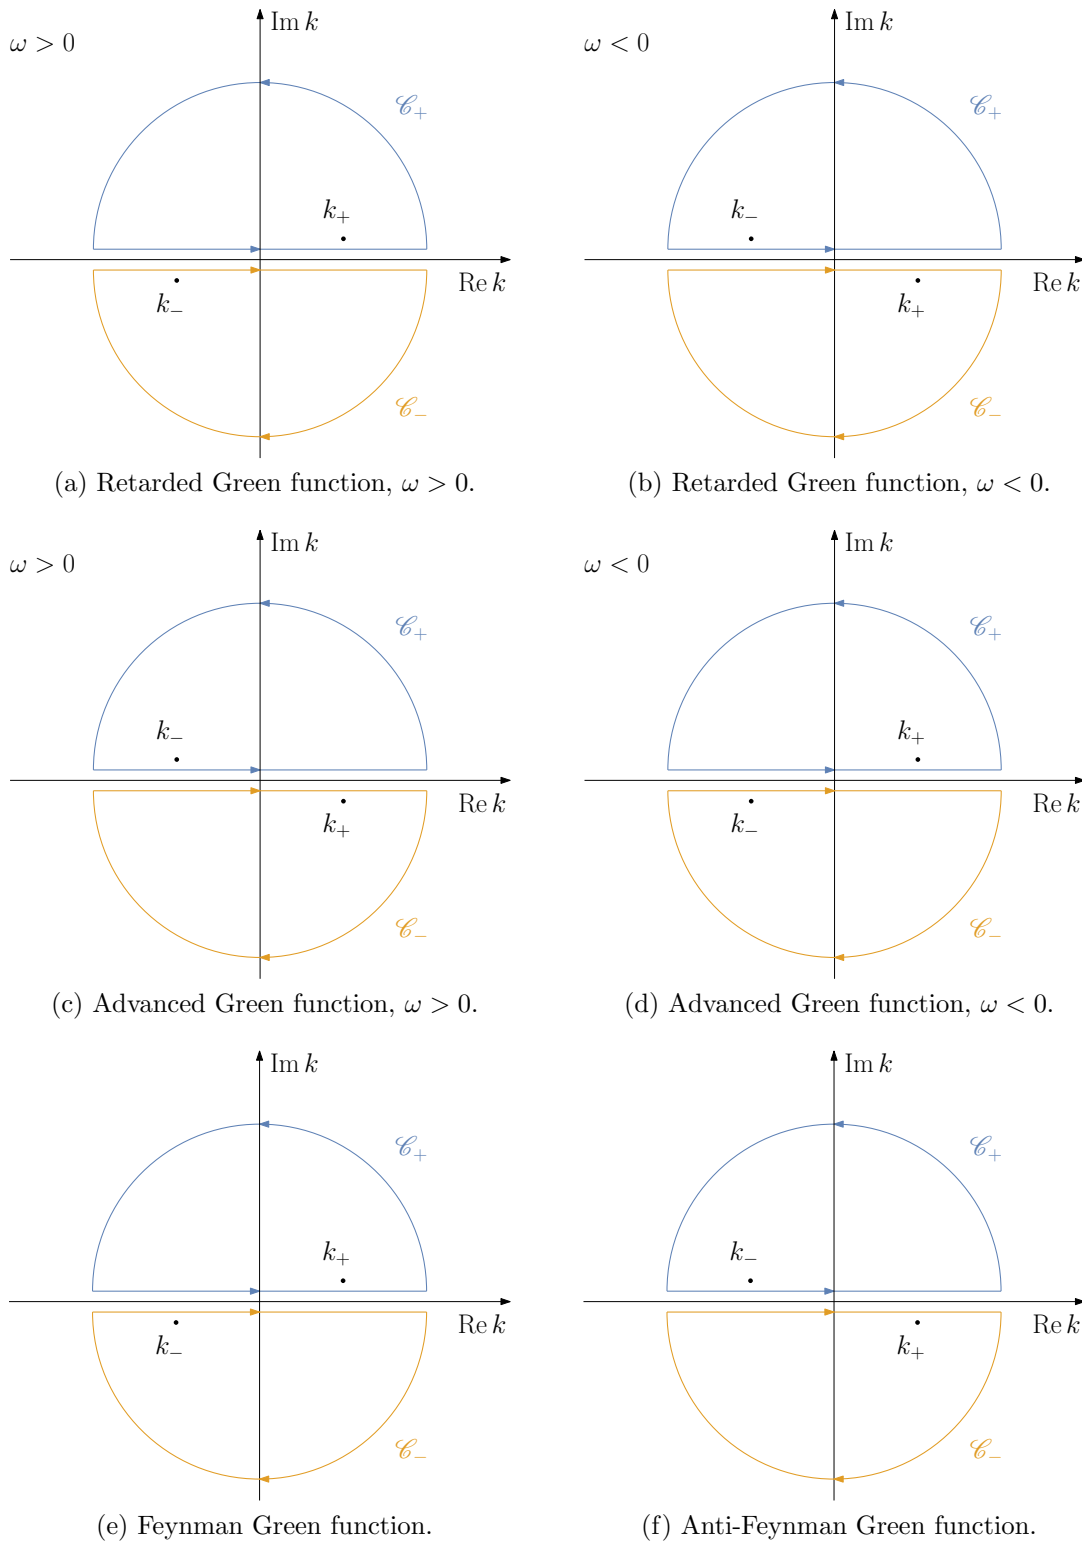 Im k
ω > 0
𝒞₊
k₊
Re k
k₋
𝒞₋
(a) Retarded Green function, ω > 0.
Im k
ω < 0
𝒞₊
k₋
Re k
k₊
𝒞₋
(b) Retarded Green function, ω < 0.
Im k
ω > 0
𝒞₊
k₋
Re k
k₊
𝒞₋
(c) Advanced Green function, ω > 0.
Im k
ω < 0
𝒞₊
k₊
Re k
k₋
𝒞₋
(d) Advanced Green function, ω < 0.
Im k
𝒞₊
k₊
Re k
k₋
𝒞₋
(e) Feynman Green function.
Im k
𝒞₊
k₋
Re k
k₊
𝒞₋
(f) Anti-Feynman Green function.